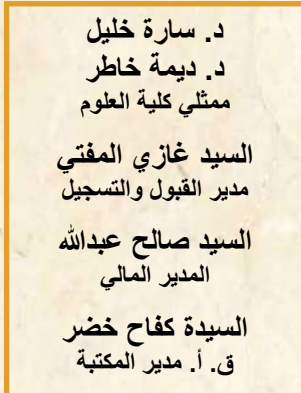 د. سارة خليل
د. ديمة خاطر
ممثلي كلية العلوم
السيد غازي المفتي
مدير القبول والتسجيل
السيد صالح عبدالله
المدير المالي
السيدة كفاح خضر
ق. أ. مدير المكتبة